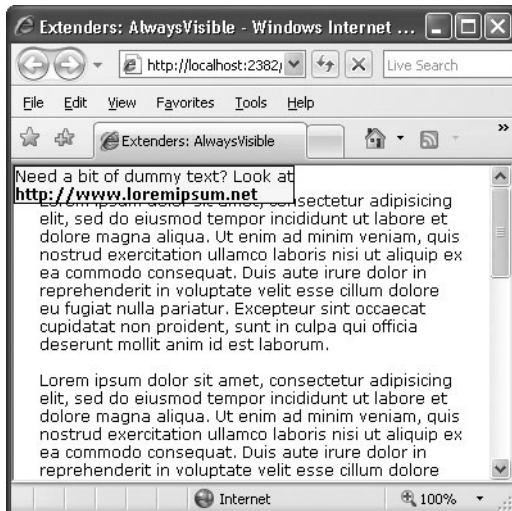 Extenders: AlwaysVisible - Windows Internet ...
http://localhost:2382/
Live Search
File Edit View Favorites Tools Help
Extenders: AlwaysVisible
»
Need a bit of dummy text? Look at
http://www.loremipsum.net
Lorem ipsum dolor sit amet, consectetur adipisicing
elit, sed do eiusmod tempor incididunt ut labore et
dolore magna aliqua. Ut enim ad minim veniam, quis
nostrud exercitation ullamco laboris nisi ut aliquip ex
ea commodo consequat. Duis aute irure dolor in
reprehenderit in voluptate velit esse cillum dolore
eu fugiat nulla pariatur. Excepteur sint occaecat
cupidatat non proident, sunt in culpa qui officia
deserunt mollit anim id est laborum.
Lorem ipsum dolor sit amet, consectetur adipisicing
elit, sed do eiusmod tempor incididunt ut labore et
dolore magna aliqua. Ut enim ad minim veniam, quis
nostrud exercitation ullamco laboris nisi ut aliquip ex
ea commodo consequat. Duis aute irure dolor in
reprehenderit in voluptate velit esse cillum dolore
Internet 100%